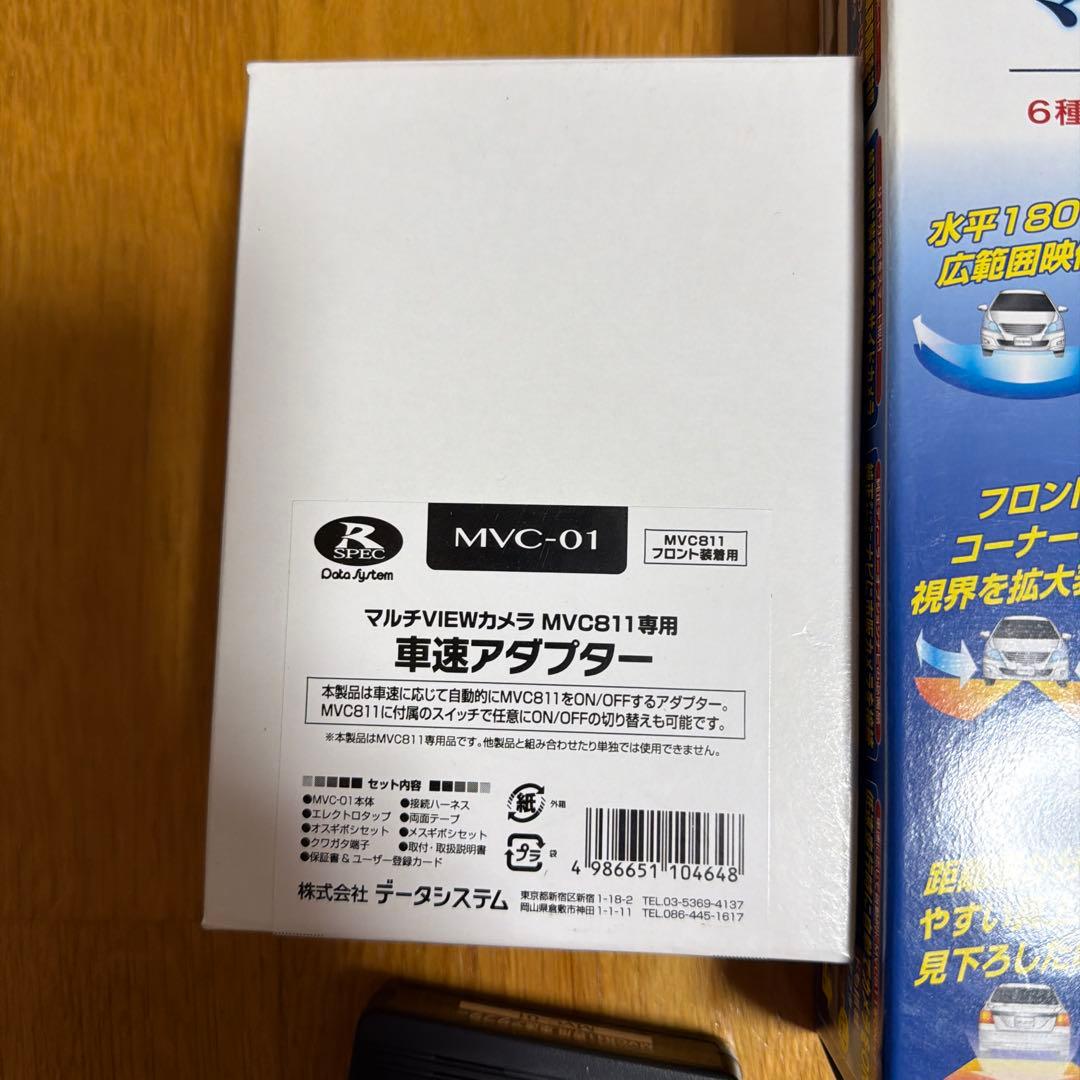 R
SPEC
Data System
MVC-01
MVC811
フロント装着用
マルチVIEWカメラ MVC811専用
車速アダプター
本製品は車速に応じて自動的にMVC811をON/OFFするアダプター。
MVC811に付属のスイッチで任意にON/OFFの切り替えも可能です。
※本製品はMVC811専用品です。他製品と組み合わせたり単独では使用できません。
セット内容
●MVC-01本体 ●接続ハーネス
●エレクトロタップ ●両面テープ
●オスギボシセット ●メスギボシセット
●クワガタ端子 ●取付・取扱説明書
●保証書&ユーザー登録カード
紙 外箱
プラ 袋
4 986651 104648
株式会社 データシステム
東京都新宿区新宿1-18-2 TEL.03-5369-4137
岡山県倉敷市神田1-1-11 TEL.086-445-1617
6種
水平180
広範囲映
フロント
コーナー
視界を拡大
距離
やすい
見下ろした